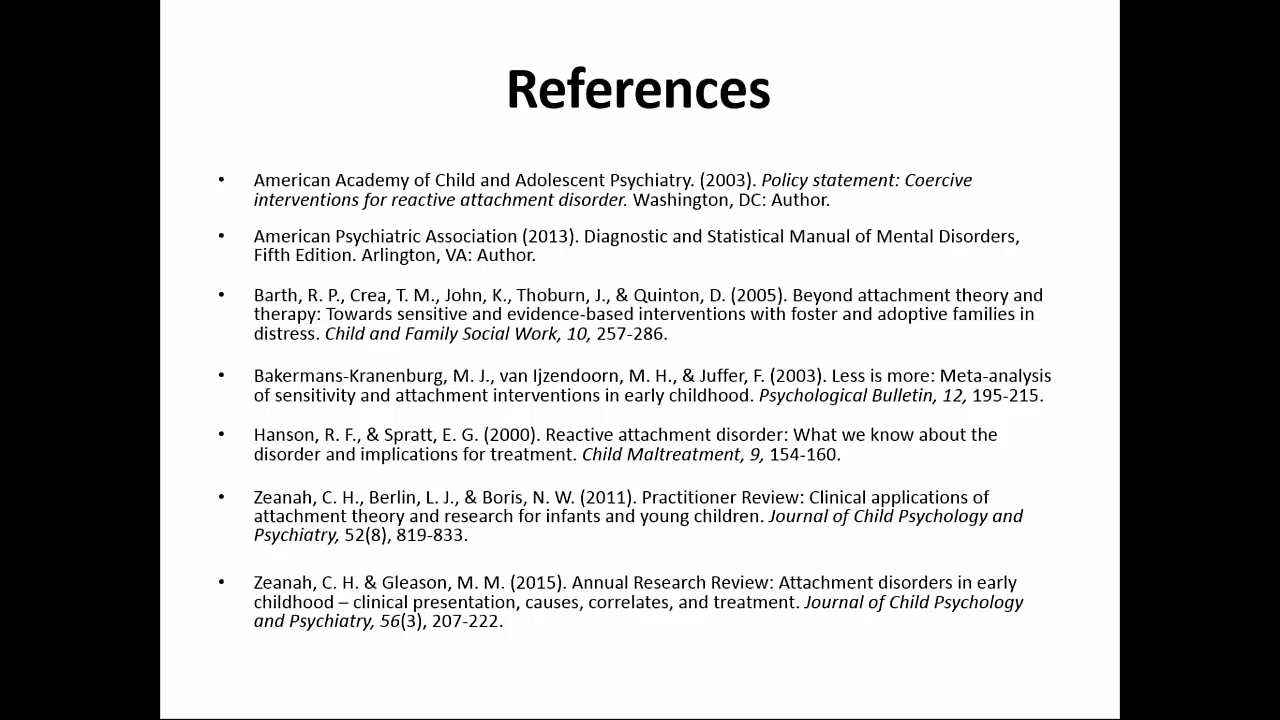 References
• American Academy of Child and Adolescent Psychiatry. (2003). Policy statement: Coercive
interventions for reactive attachment disorder. Washington, DC: Author.
• American Psychiatric Association (2013). Diagnostic and Statistical Manual of Mental Disorders,
Fifth Edition. Arlington, VA: Author.
• Barth, R. P., Crea, T. M., John, K., Thoburn, J., & Quinton, D. (2005). Beyond attachment theory and
therapy: Towards sensitive and evidence-based interventions with foster and adoptive families in
distress. Child and Family Social Work, 10, 257-286.
• Bakermans-Kranenburg, M. J., van Ijzendoorn, M. H., & Juffer, F. (2003). Less is more: Meta-analysis
of sensitivity and attachment interventions in early childhood. Psychological Bulletin, 12, 195-215.
• Hanson, R. F., & Spratt, E. G. (2000). Reactive attachment disorder: What we know about the
disorder and implications for treatment. Child Maltreatment, 9, 154-160.
• Zeanah, C. H., Berlin, L. J., & Boris, N. W. (2011). Practitioner Review: Clinical applications of
attachment theory and research for infants and young children. Journal of Child Psychology and
Psychiatry, 52(8), 819-833.
• Zeanah, C. H. & Gleason, M. M. (2015). Annual Research Review: Attachment disorders in early
childhood – clinical presentation, causes, correlates, and treatment. Journal of Child Psychology
and Psychiatry, 56(3), 207-222.